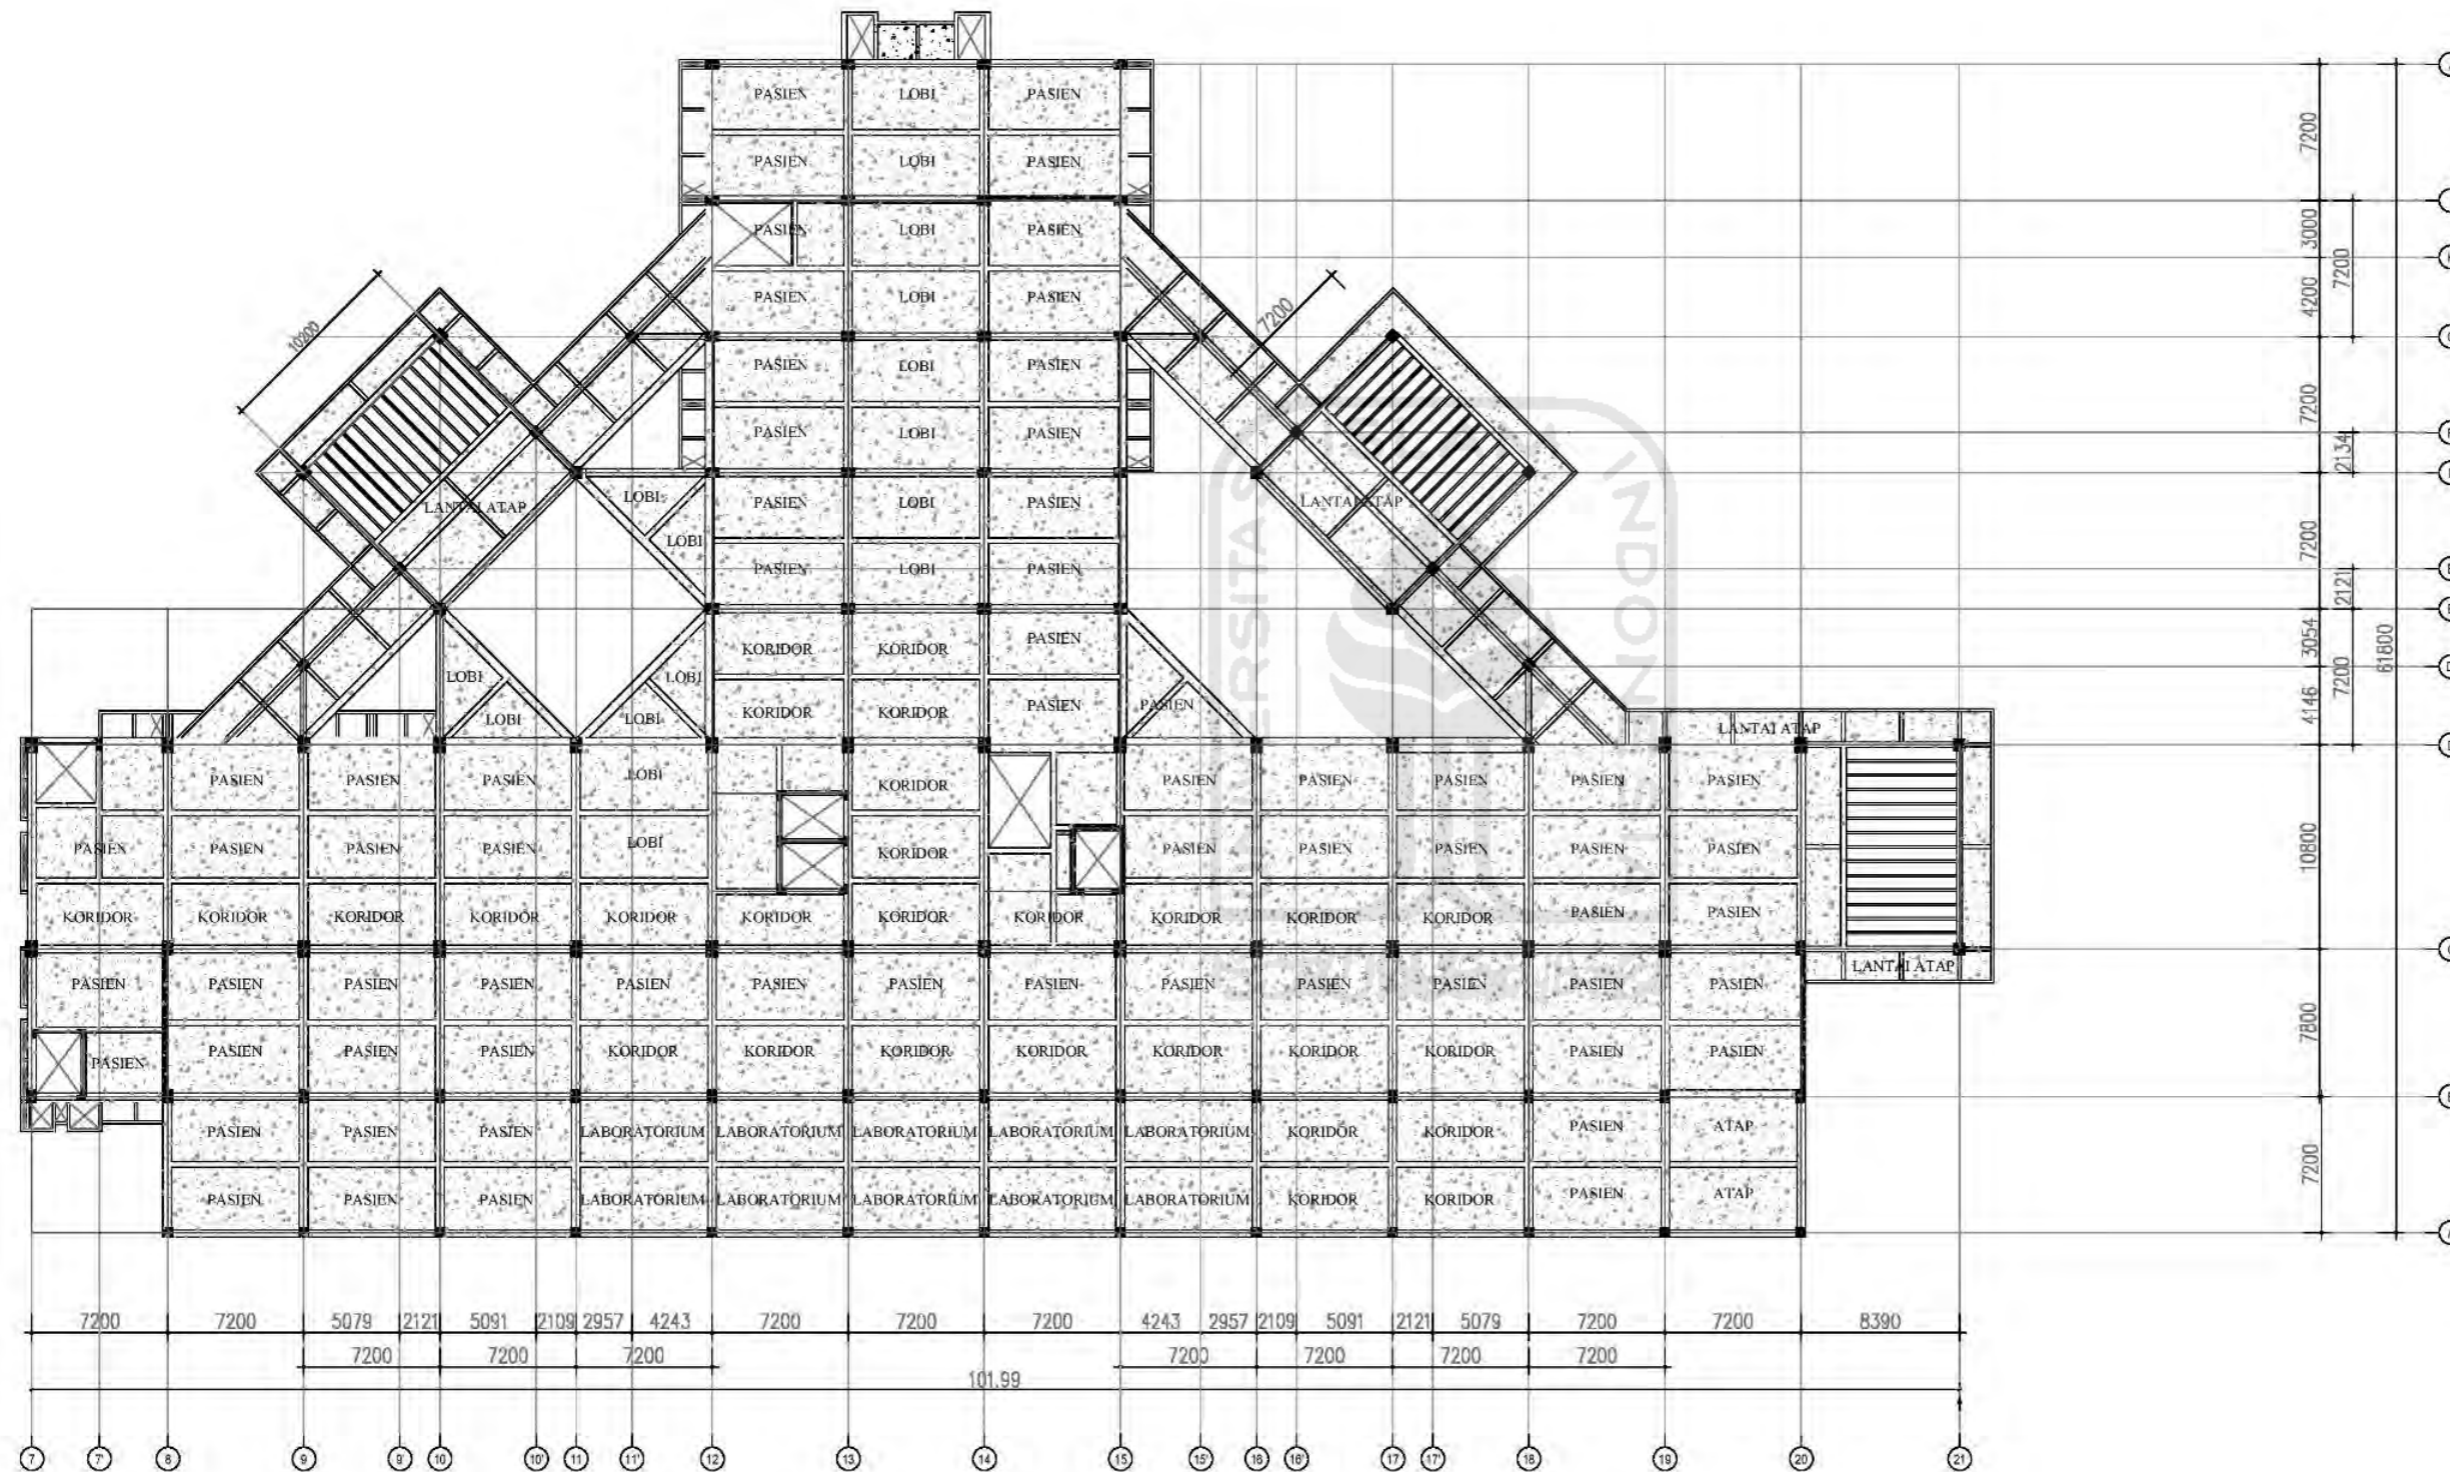 PASIEN LOBI PASIEN
7200
PASIEN LOBI PASIEN
3000
PASIEN LOBI PASIEN
7200
4200
10200
PASIEN LOBI PASIEN
7200
PASIEN LOBI PASIEN
7200
PASIEN LOBI PASIEN
2134
LOBI PASIEN LOBI PASIEN
LANTAI ATAP LANTAI ATAP
LOBI
7200
PASIEN LOBI PASIEN
2121
KORIDOR KORIDOR PASIEN
3054
61800
LOBI LOBI
7200
LOBI LOBI KORIDOR KORIDOR PASIEN PASIEN
4146
LANTAI ATAP
PASIEN PASIEN PASIEN LOBI KORIDOR PASIEN PASIEN PASIEN PASIEN PASIEN
PASIEN PASIEN PASIEN PASIEN LOBI KORIDOR PASIEN PASIEN PASIEN PASIEN PASIEN
10800
KORIDOR KORIDOR KORIDOR KORIDOR KORIDOR KORIDOR KORIDOR KORIDOR KORIDOR KORIDOR KORIDOR PASIEN PASIEN
LANTAI ATAP
PASIEN PASIEN PASIEN PASIEN PASIEN PASIEN PASIEN PASIEN PASIEN PASIEN PASIEN PASIEN PASIEN
7800
PASIEN PASIEN PASIEN PASIEN KORIDOR KORIDOR KORIDOR KORIDOR KORIDOR KORIDOR KORIDOR PASIEN PASIEN
PASIEN PASIEN PASIEN LABORATORIUM LABORATORIUM LABORATORIUM LABORATORIUM LABORATORIUM KORIDOR KORIDOR PASIEN ATAP
7200
PASIEN PASIEN PASIEN LABORATORIUM LABORATORIUM LABORATORIUM LABORATORIUM LABORATORIUM KORIDOR KORIDOR PASIEN ATAP
7200 7200 5079 2121 5091 2109 2957 4243 7200 7200 7200 4243 2957 2109 5091 2121 5079 7200 7200 8390
7200 7200 7200 7200 7200 7200 7200
101.99
7 7' 8 9 9' 10 10' 11 11' 12 13 14 15 15' 16 16' 17 17' 18 19 20 21